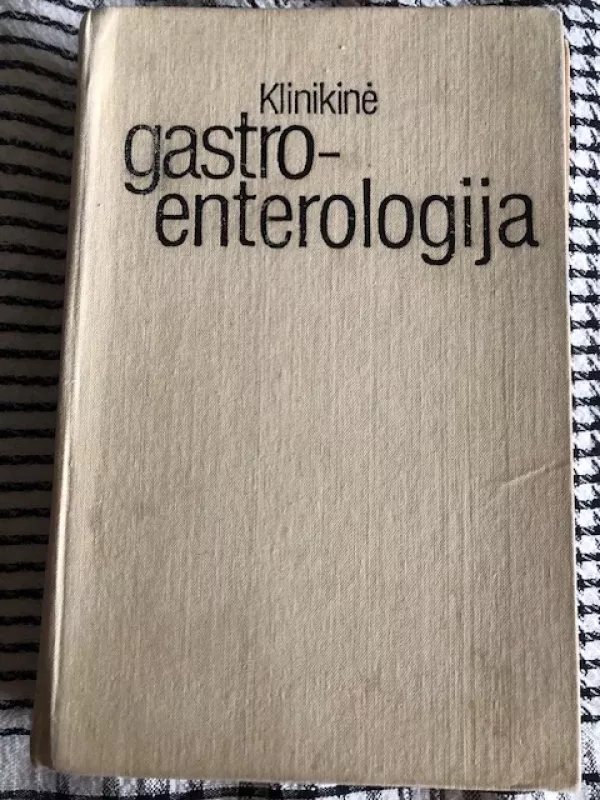 Klinikinė
gastro-
enterologija